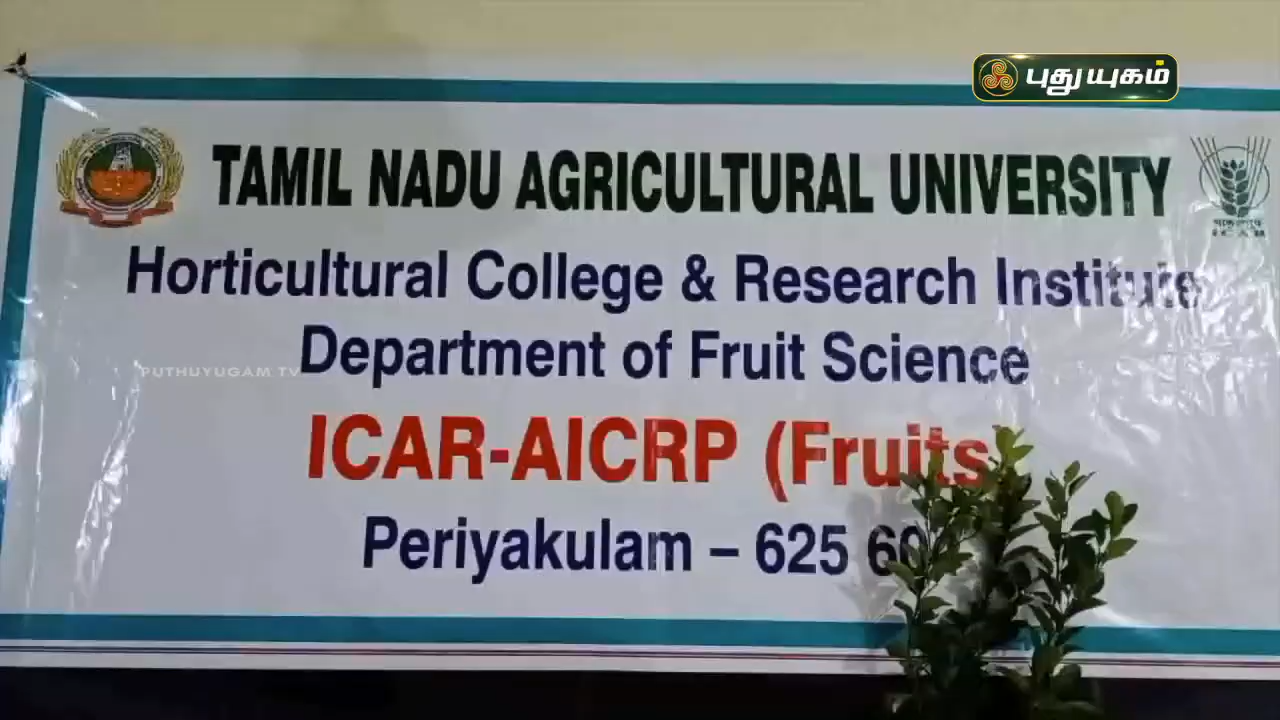 புதுயுகம்
TAMIL NADU AGRICULTURAL UNIVERSITY
ICAR
Horticultural College & Research Institute
Department of Fruit Science
PUTHUYUGAM TV
ICAR-AICRP (Fruits)
Periyakulam – 625